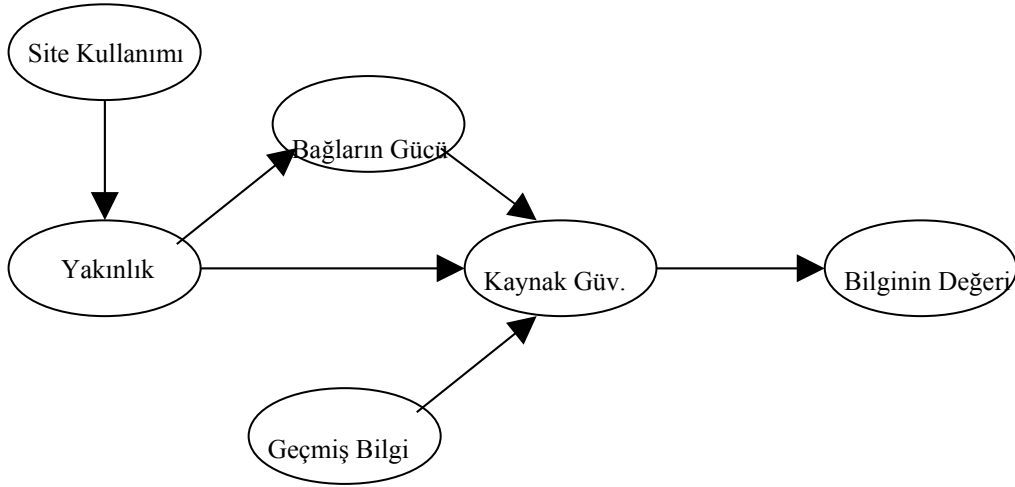 Site Kullanımı
Bağların Gücü
Yakınlık
Kaynak Güv.
Bilginin Değeri
Geçmiş Bilgi